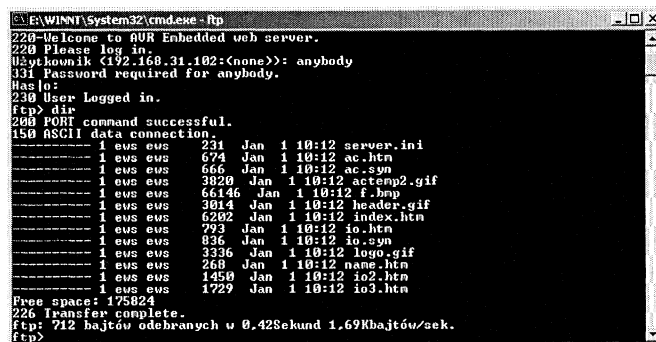 E:\WINNT\System32\cmd.exe - ftp
220-Welcome to AVR Embedded web server.
220 Please log in.
Użytkownik (192.168.31.102:(none)): anybody
331 Password required for anybody.
Hasło:
230 User Logged in.
ftp> dir
200 PORT command successful.
150 ASCII data connection.
---------- 1 ews ews 231 Jan 1 10:12 server.ini
---------- 1 ews ews 674 Jan 1 10:12 ac.htm
---------- 1 ews ews 666 Jan 1 10:12 ac.syn
---------- 1 ews ews 3820 Jan 1 10:12 actemp2.gif
---------- 1 ews ews 66146 Jan 1 10:12 f.bmp
---------- 1 ews ews 3014 Jan 1 10:12 header.gif
---------- 1 ews ews 6202 Jan 1 10:12 index.htm
---------- 1 ews ews 793 Jan 1 10:12 io.htm
---------- 1 ews ews 836 Jan 1 10:12 io.syn
---------- 1 ews ews 3336 Jan 1 10:12 logo.gif
---------- 1 ews ews 268 Jan 1 10:12 name.htm
---------- 1 ews ews 1450 Jan 1 10:12 io2.htm
---------- 1 ews ews 1729 Jan 1 10:12 io3.htm
Free space: 175824
226 Transfer complete.
ftp: 712 bajtów odebranych w 0,42Sekund 1,69Kbajtów/sek.
ftp>